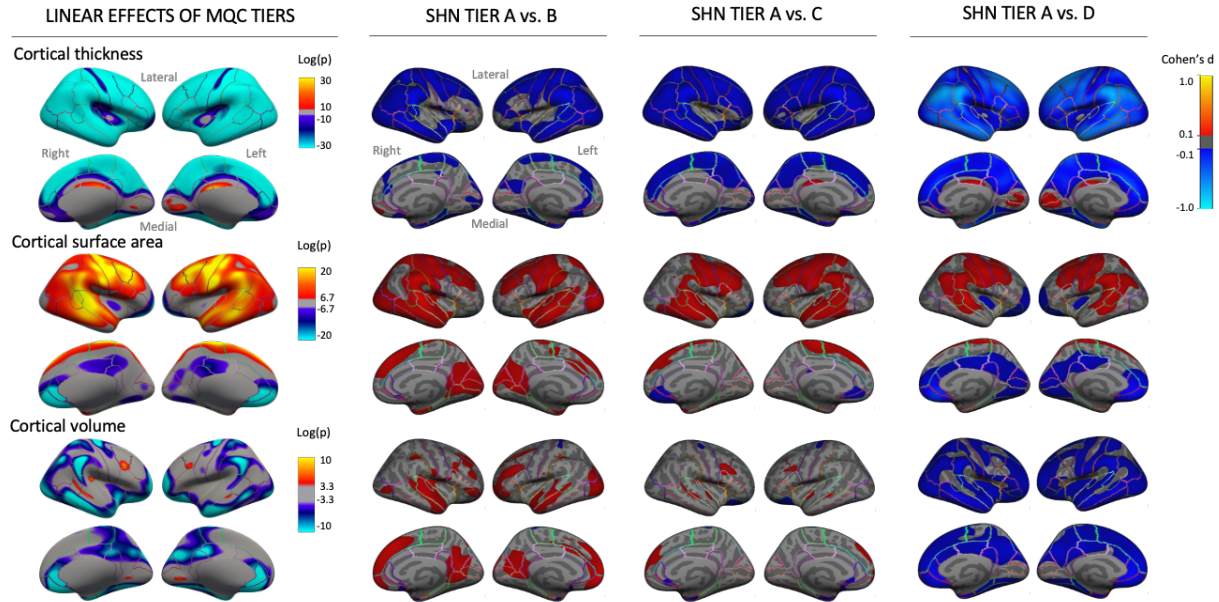 LINEAR EFFECTS OF MQC TIERS
SHN TIER A vs. B
SHN TIER A vs. C
SHN TIER A vs. D
Cortical thickness
Lateral
Right
Left
Medial
Log(p)
30
10
-10
-30
Lateral
Right
Left
Medial
Cohen's d
1.0
0.1
-0.1
-1.0
Cortical surface area
Log(p)
20
6.7
-6.7
-20
Cortical volume
Log(p)
10
3.3
-3.3
-10